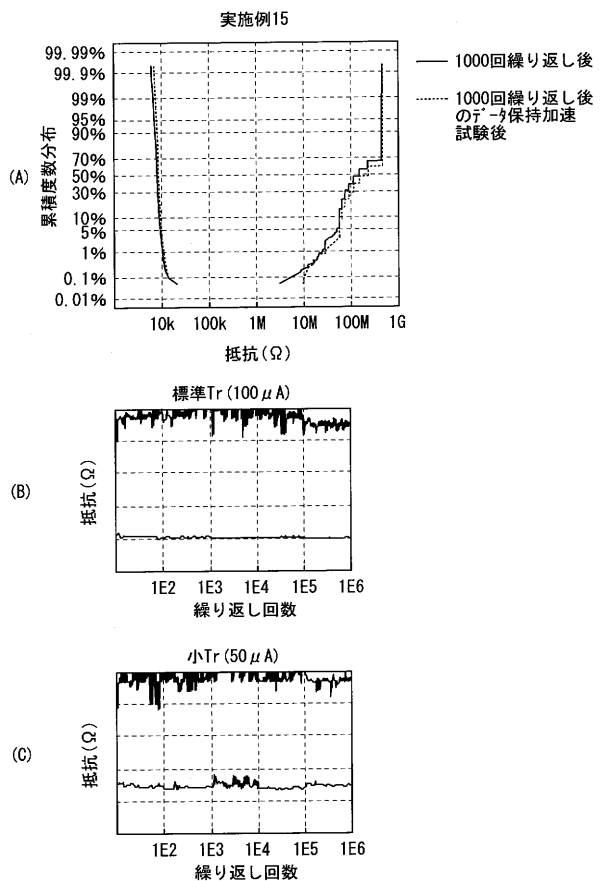 実施例15
99.99%
99.9%
99%
95%
90%
70%
50%
30%
10%
5%
1%
0.1%
0.01%
累積度数分布
(A)
10k 100k 1M 10M 100M 1G
抵抗(Ω)
1000回繰り返し後
1000回繰り返し後
のデータ保持加速
試験後
標準Tr(100μA)
(B)
抵抗(Ω)
1E2 1E3 1E4 1E5 1E6
繰り返し回数
小Tr(50μA)
(C)
抵抗(Ω)
1E2 1E3 1E4 1E5 1E6
繰り返し回数